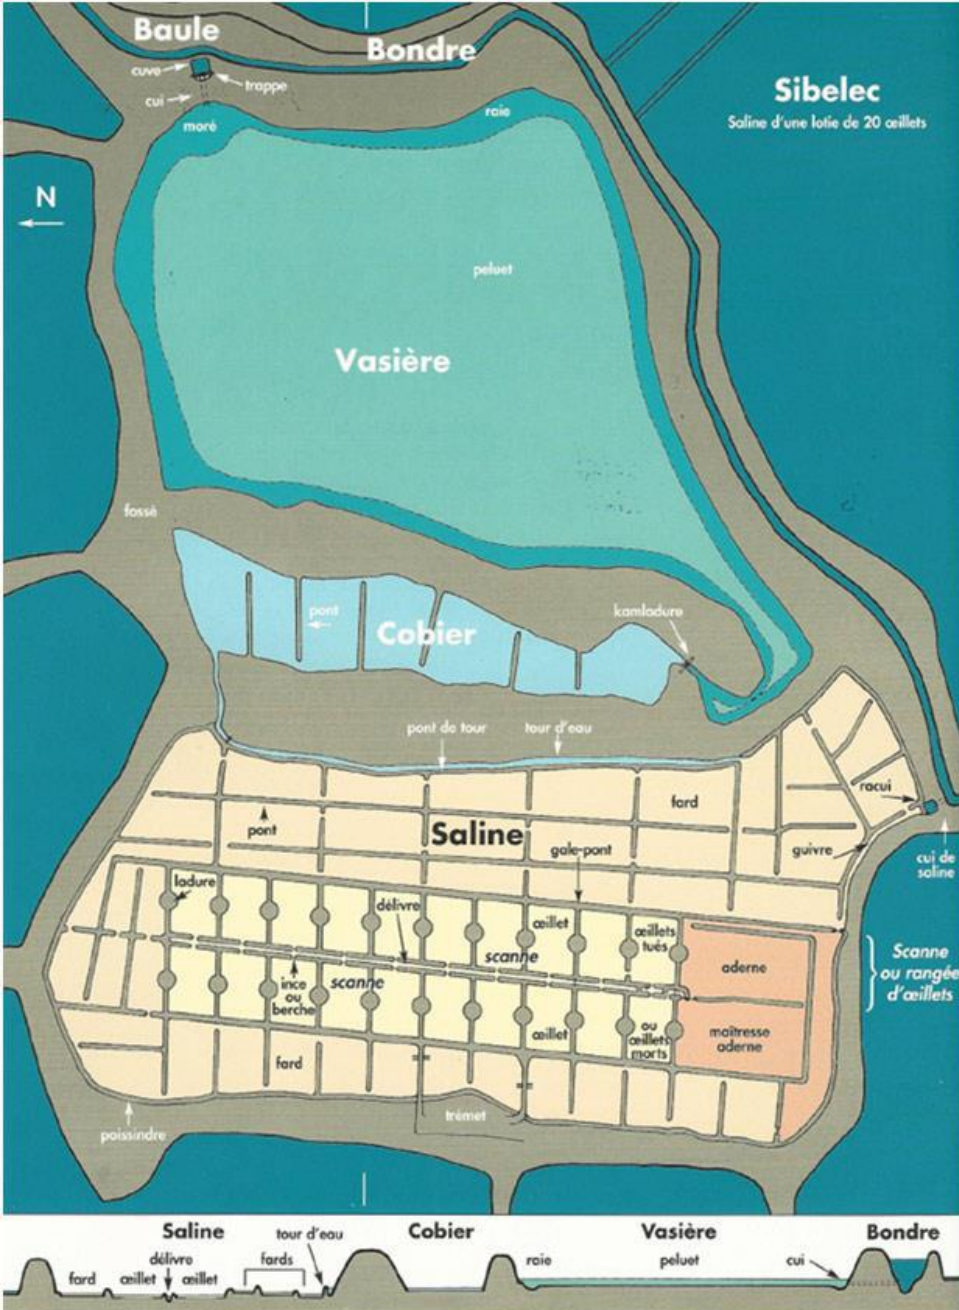 Baule
Bondre
cuve
trappe
cui
moré
raie
Sibelec
Saline d'une lotie de 20 œillets
N
peluet
Vasière
fossé
pont
Cobier
kamladure
pont de tour
tour d'eau
fard
racui
pont
Saline
gale-pont
guivre
cui de
saline
ladure
délivre
œillet
œillets
tués
aderne
scanne
scanne
Scanne
ou rangée
d'œillets
ince
ou
berche
œillet
ou
œillets
morts
maîtresse
aderne
fard
trémet
poissindre
Saline
tour d'eau
Cobier
Vasière
Bondre
délivre
fards
raie
peluet
cui
fard
œillet
œillet